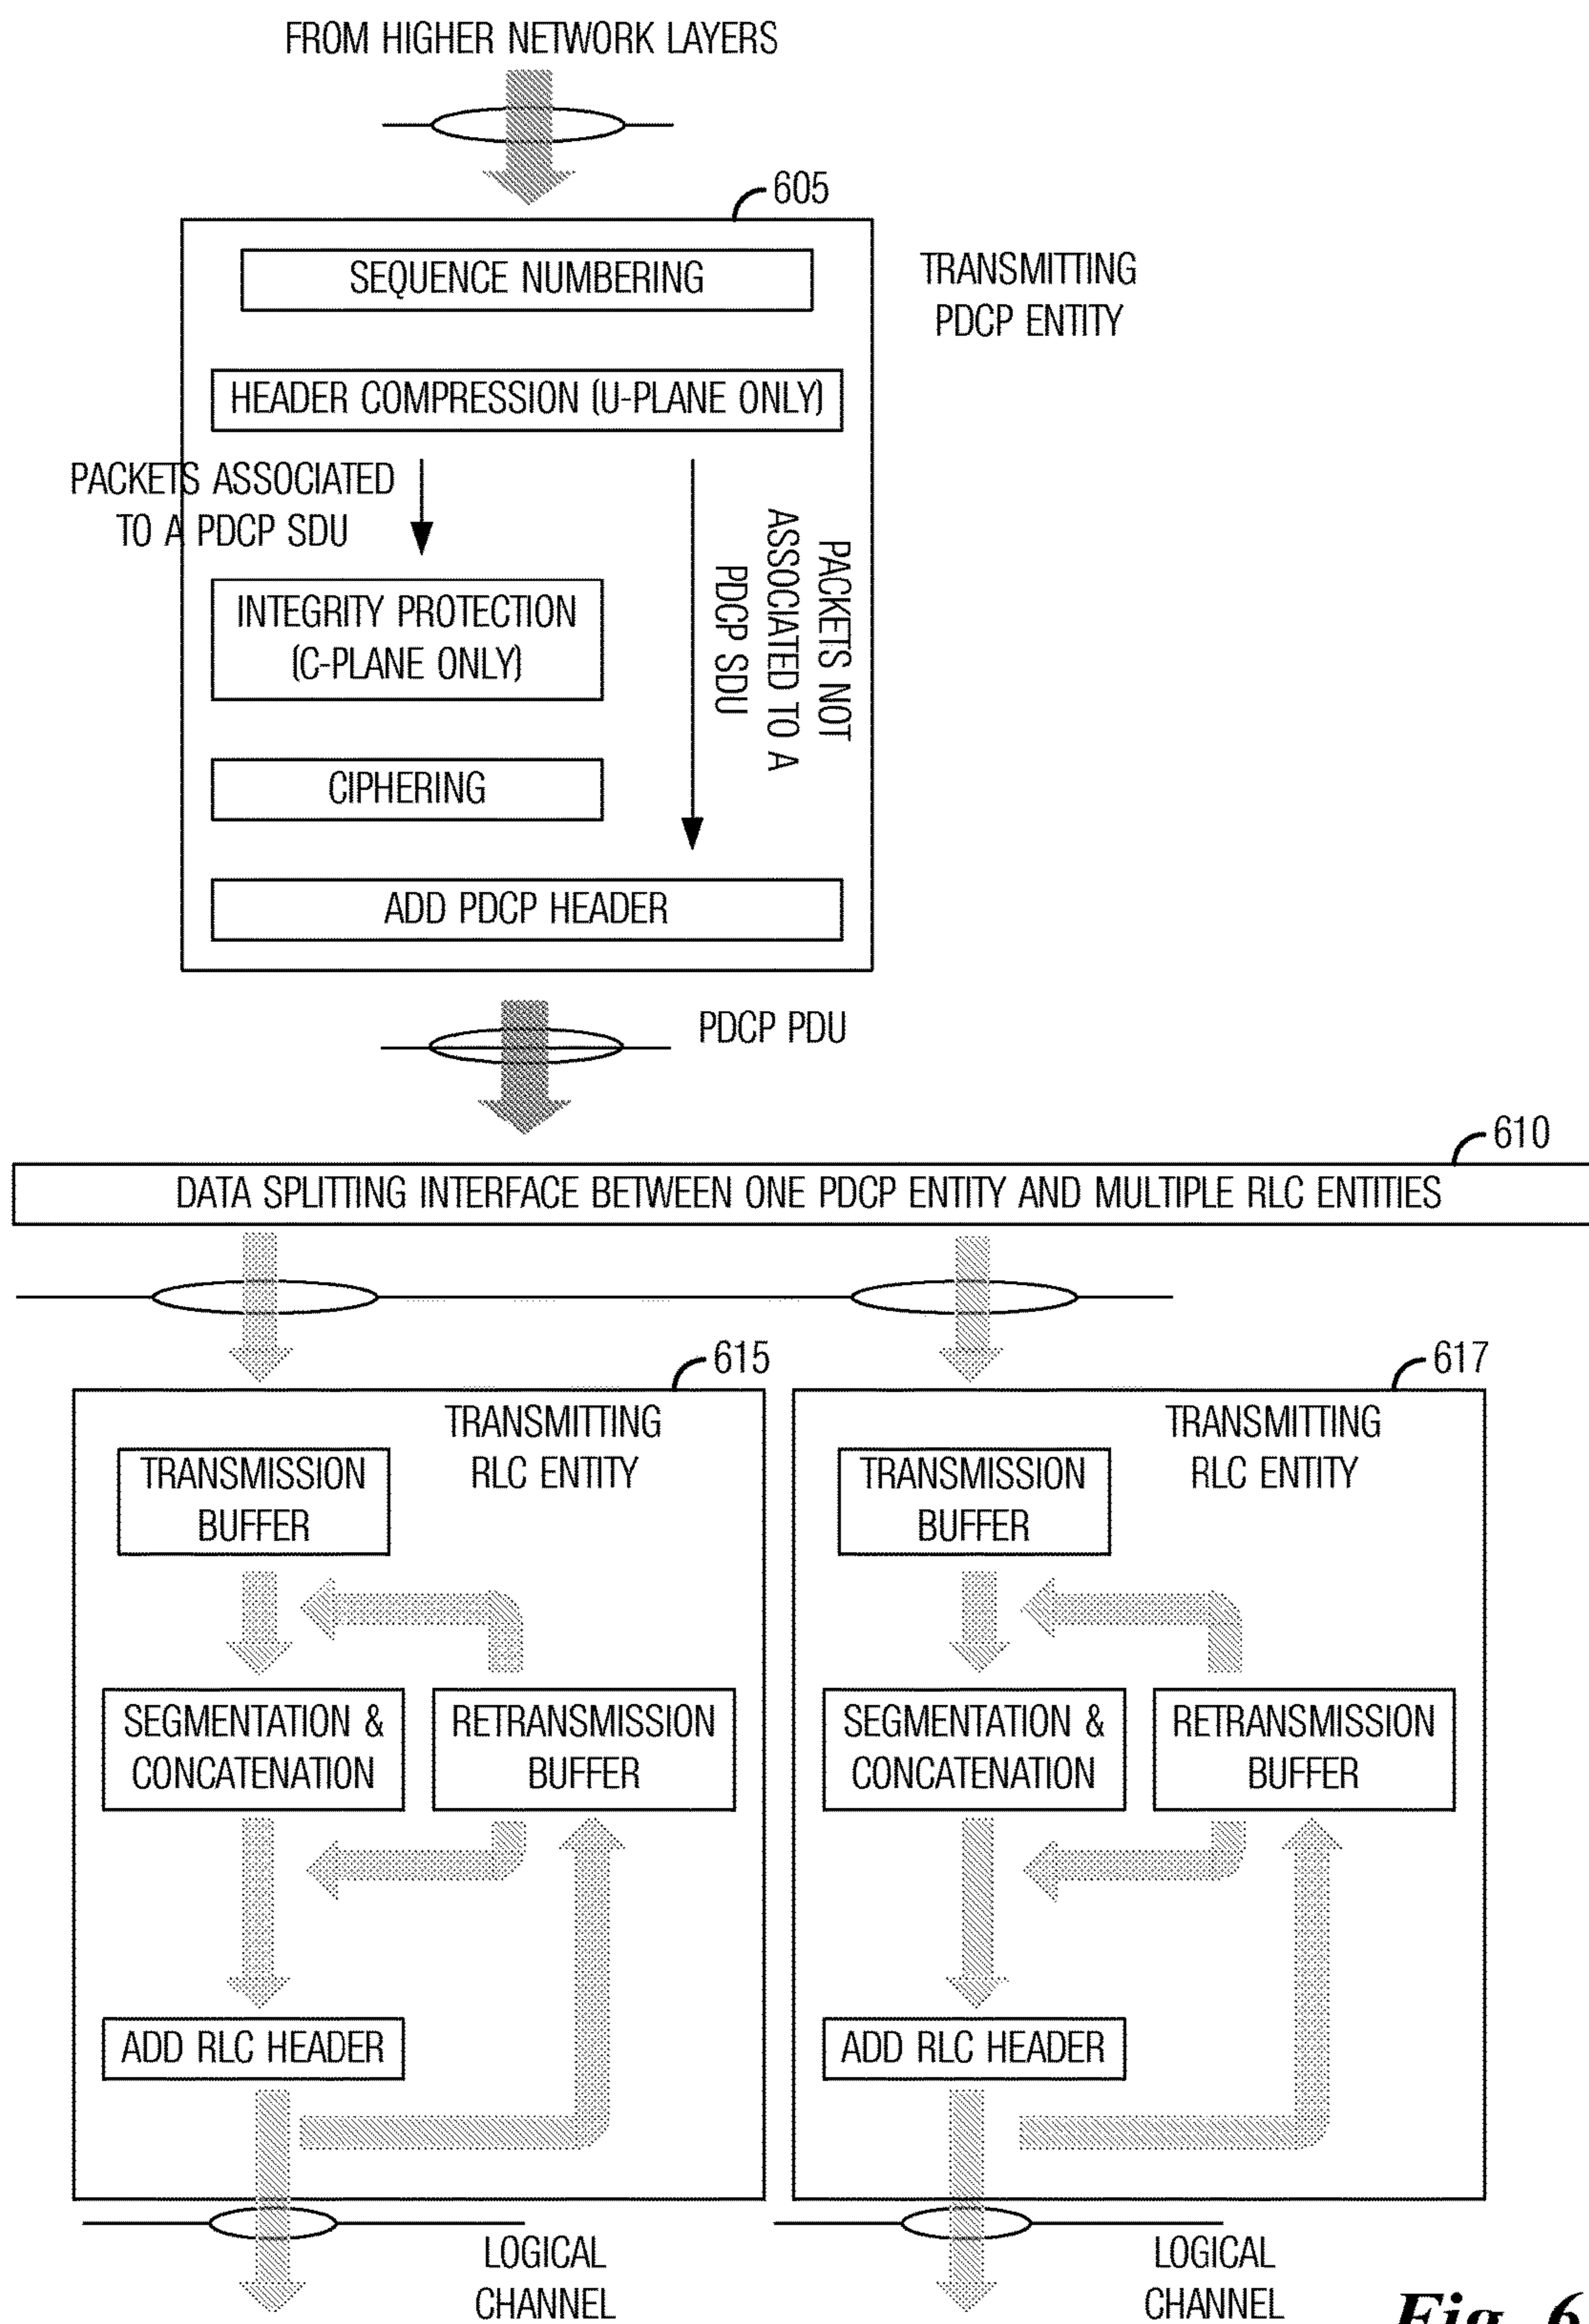 FROM HIGHER NETWORK LAYERS
605
SEQUENCE NUMBERING
TRANSMITTING
PDCP ENTITY
HEADER COMPRESSION (U-PLANE ONLY)
PACKETS ASSOCIATED
TO A PDCP SDU
PACKETS NOT
ASSOCIATED TO A
PDCP SDU
INTEGRITY PROTECTION
(C-PLANE ONLY)
CIPHERING
ADD PDCP HEADER
PDCP PDU
610
DATA SPLITTING INTERFACE BETWEEN ONE PDCP ENTITY AND MULTIPLE RLC ENTITIES
615
TRANSMITTING
RLC ENTITY
TRANSMISSION
BUFFER
SEGMENTATION &
CONCATENATION
RETRANSMISSION
BUFFER
ADD RLC HEADER
LOGICAL
CHANNEL
617
TRANSMITTING
RLC ENTITY
TRANSMISSION
BUFFER
SEGMENTATION &
CONCATENATION
RETRANSMISSION
BUFFER
ADD RLC HEADER
LOGICAL
CHANNEL
Fig. 6